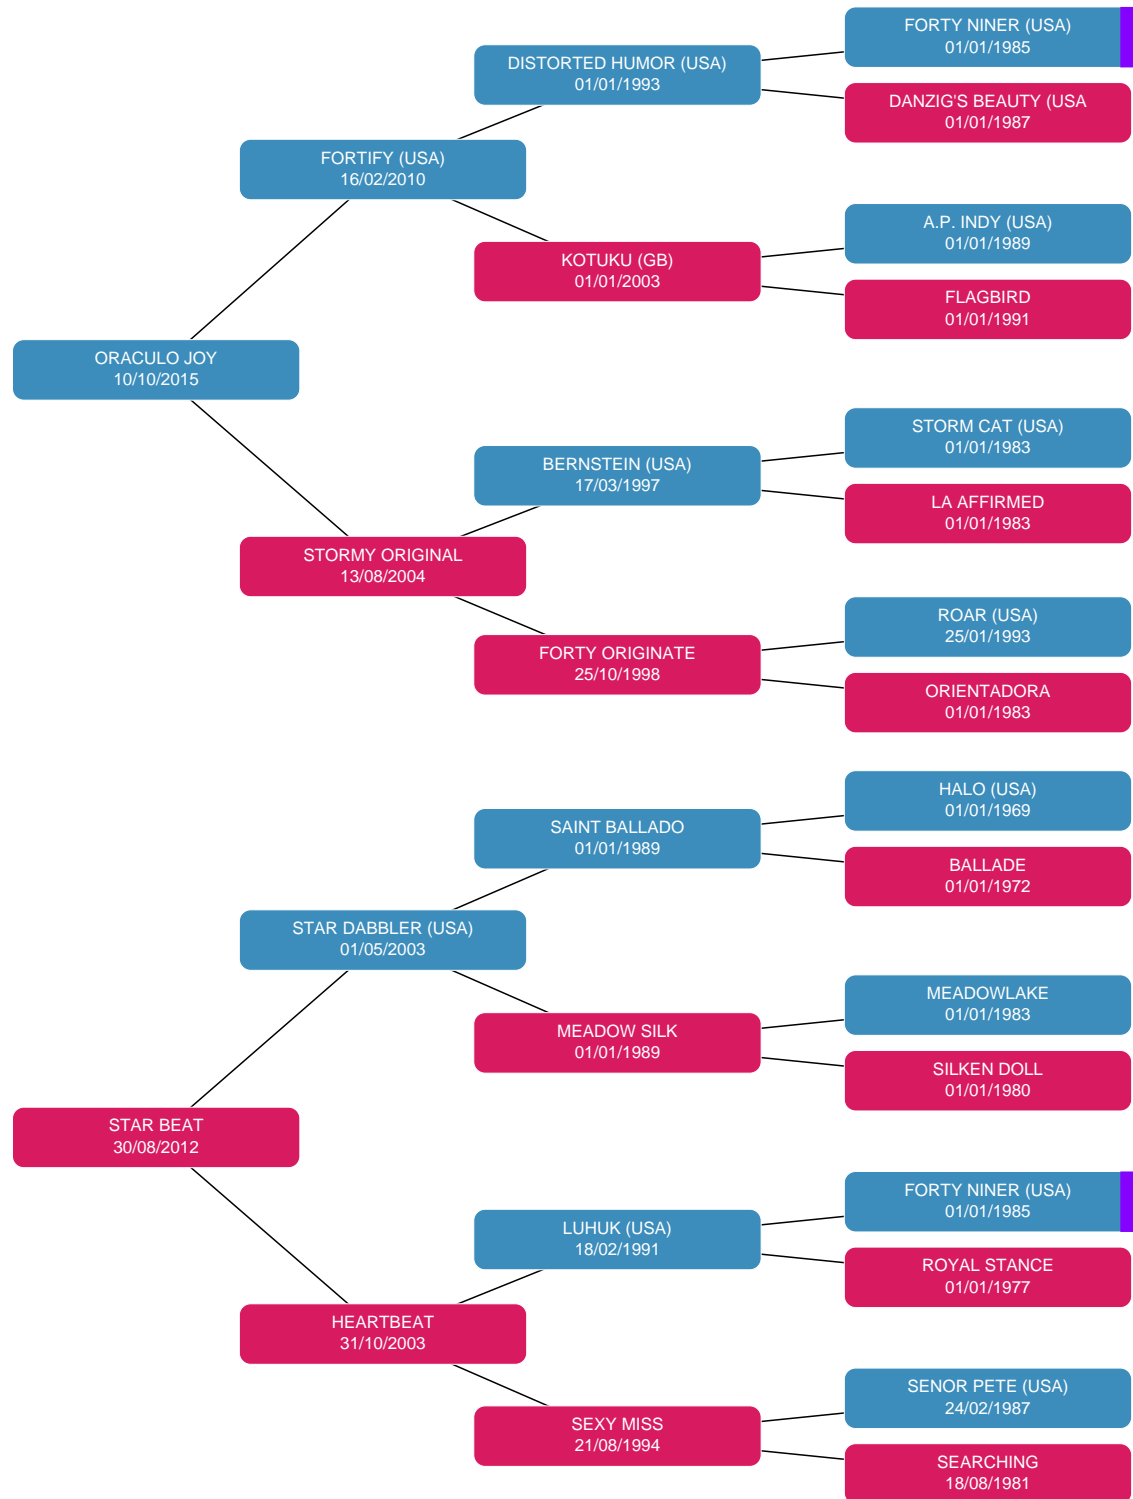 FORTY NINER (USA)
01/01/1985
DISTORTED HUMOR (USA)
01/01/1993
DANZIG'S BEAUTY (USA
01/01/1987
FORTIFY (USA)
16/02/2010
A.P. INDY (USA)
01/01/1989
KOTUKU (GB)
01/01/2003
FLAGBIRD
01/01/1991
ORACULO JOY
10/10/2015
STORM CAT (USA)
01/01/1983
BERNSTEIN (USA)
17/03/1997
LA AFFIRMED
01/01/1983
STORMY ORIGINAL
13/08/2004
ROAR (USA)
25/01/1993
FORTY ORIGINATE
25/10/1998
ORIENTADORA
01/01/1983
HALO (USA)
01/01/1969
SAINT BALLADO
01/01/1989
BALLADE
01/01/1972
STAR DABBLER (USA)
01/05/2003
MEADOWLAKE
01/01/1983
MEADOW SILK
01/01/1989
SILKEN DOLL
01/01/1980
STAR BEAT
30/08/2012
FORTY NINER (USA)
01/01/1985
LUHUK (USA)
18/02/1991
ROYAL STANCE
01/01/1977
HEARTBEAT
31/10/2003
SENOR PETE (USA)
24/02/1987
SEXY MISS
21/08/1994
SEARCHING
18/08/1981